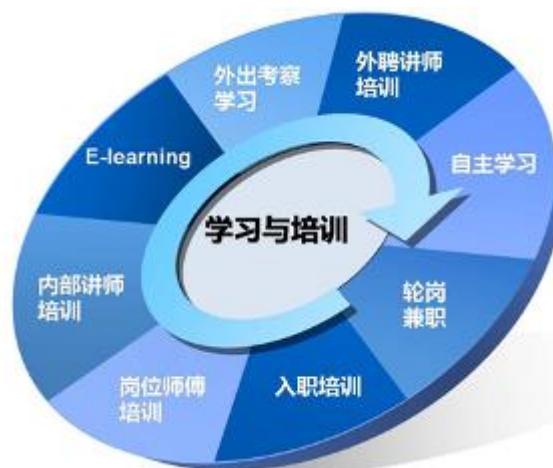 外出考察
学习
外聘讲师
培训
E-learning
自主学习
学习与培训
内部讲师
培训
轮岗
兼职
岗位师傅
培训
入职培训